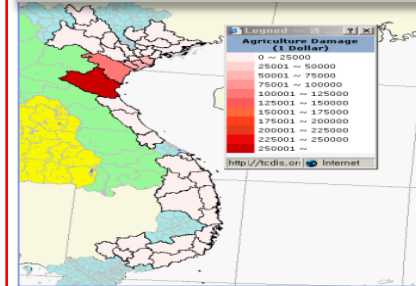 Legned
Agriculture Damage
(1 Dollar)
0 ~ 25000
25001 ~ 50000
50001 ~ 75000
75001 ~ 100000
100001 ~ 125000
125001 ~ 150000
150001 ~ 175000
175001 ~ 200000
200001 ~ 225000
225001 ~ 250000
250001 ~
http://tcdis.on Internet